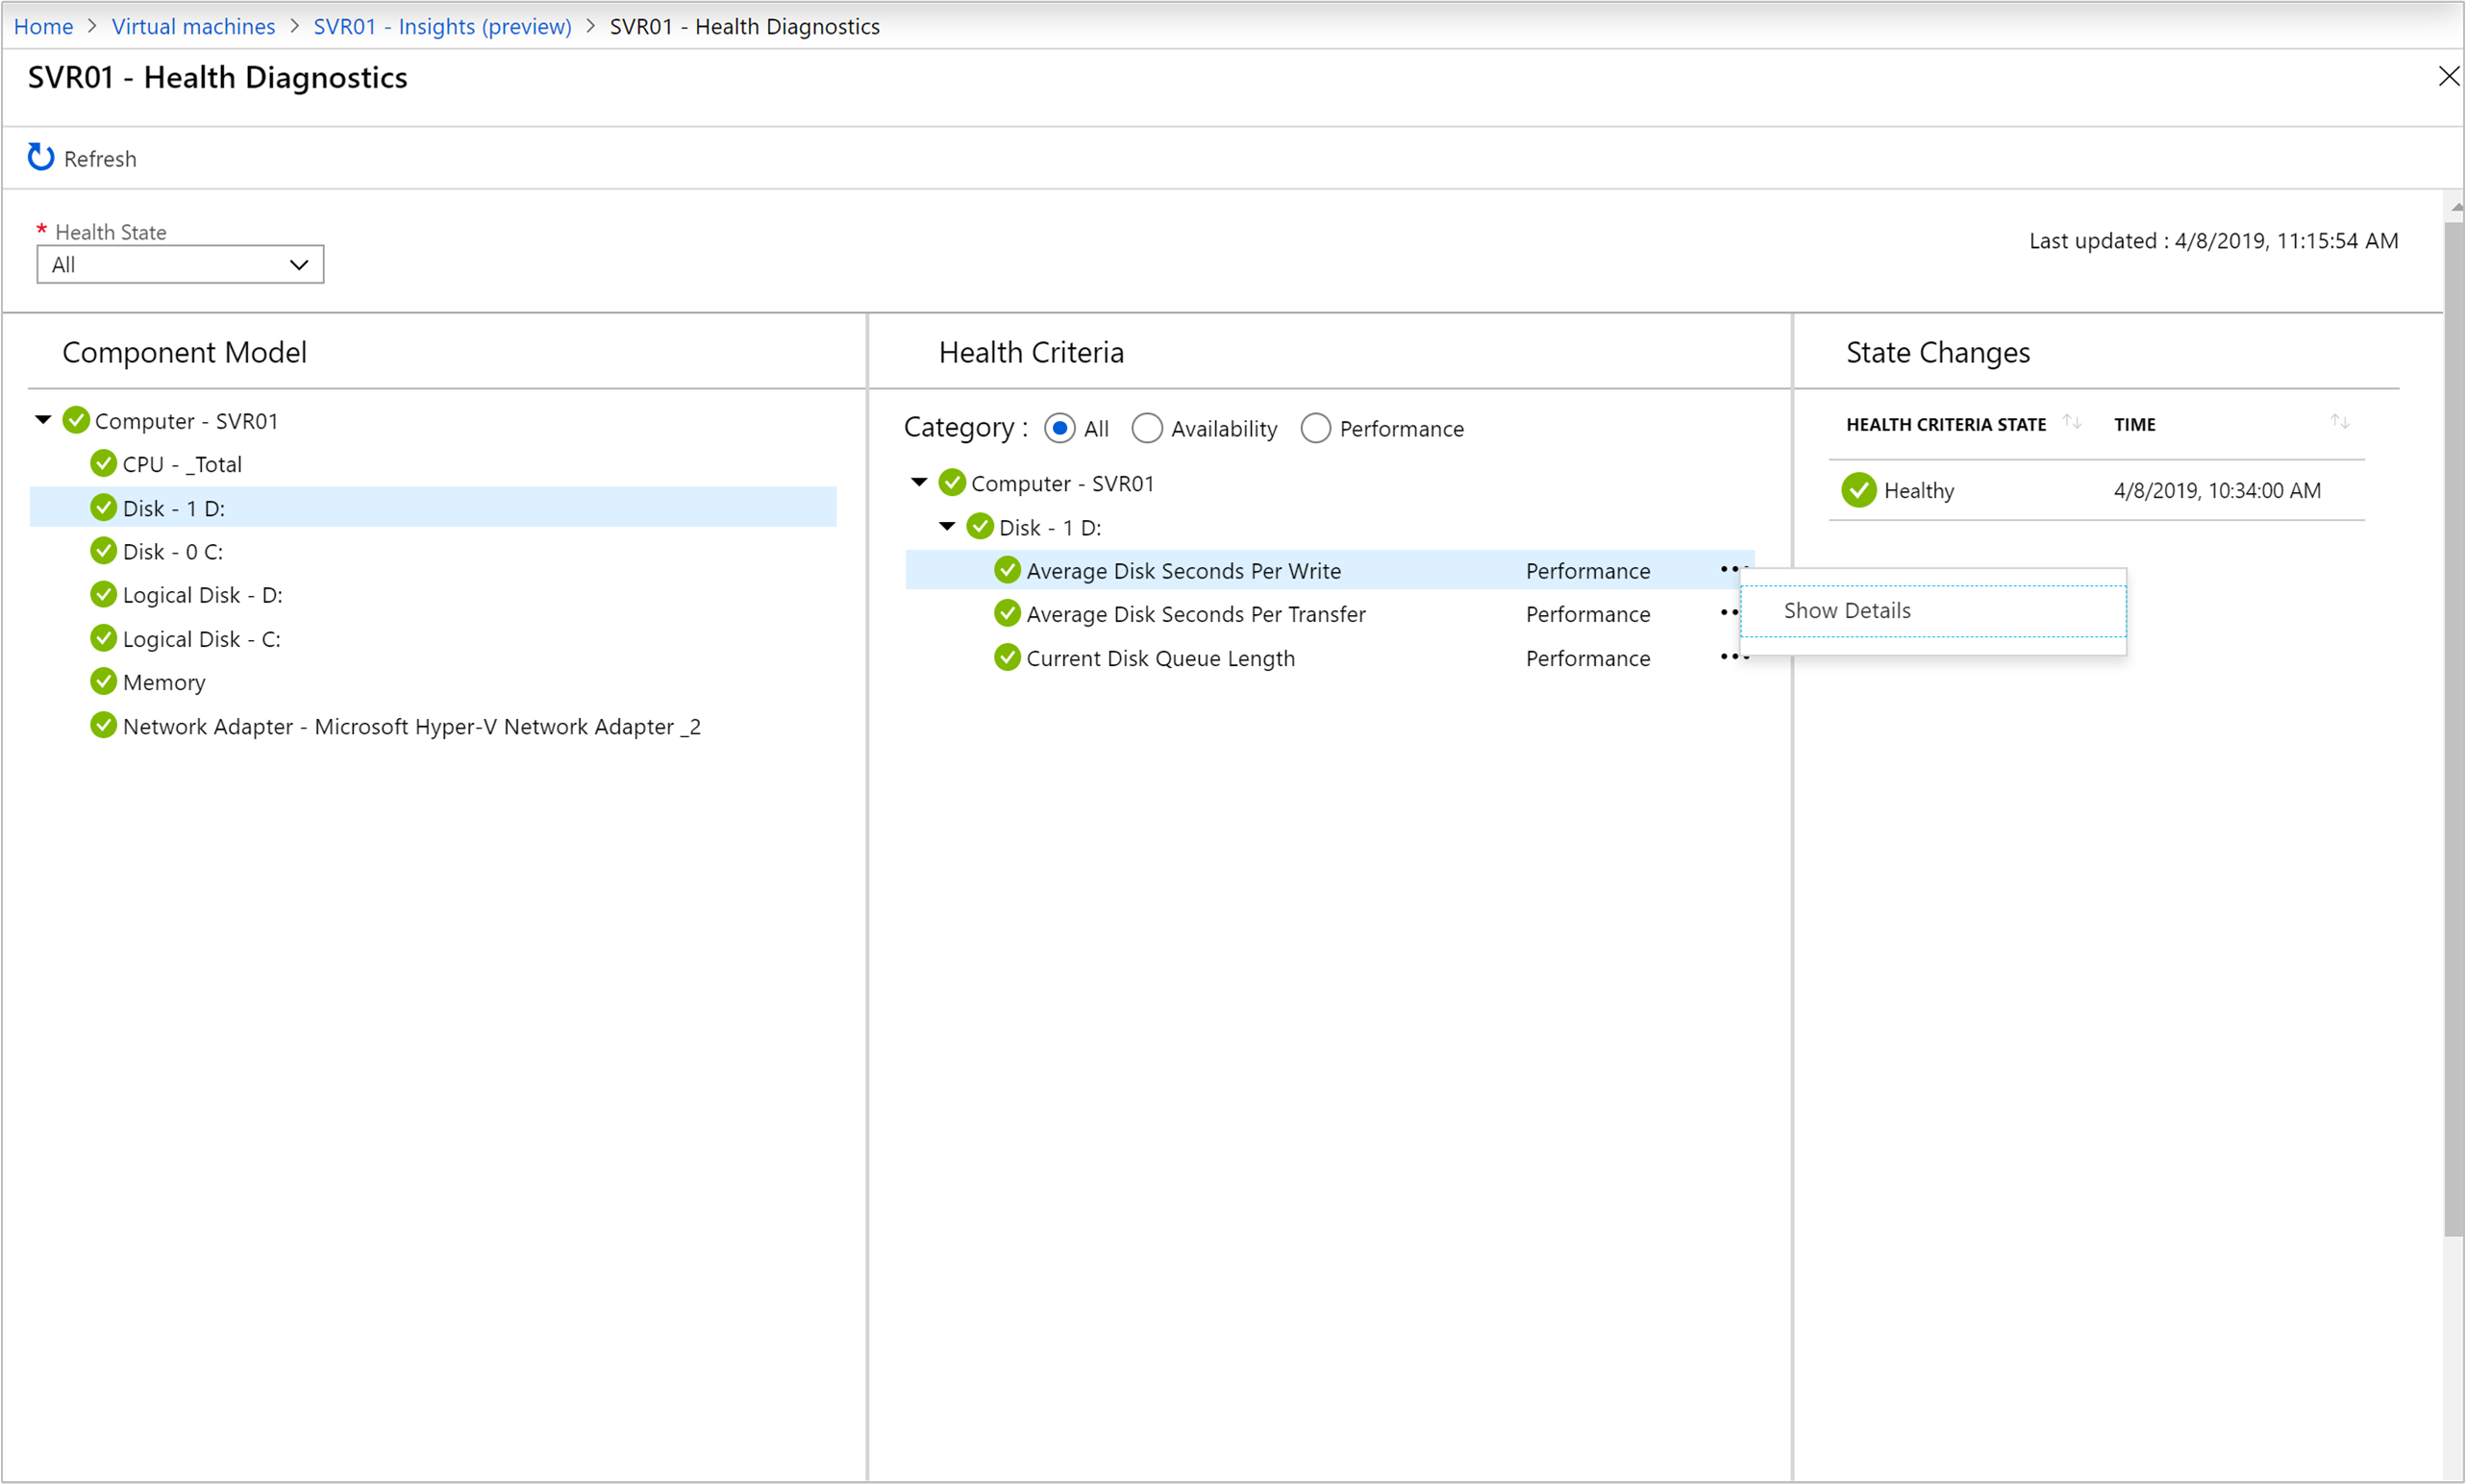 Home > Virtual machines > SVR01 - Insights (preview) > SVR01 - Health Diagnostics
SVR01 - Health Diagnostics
Refresh
* Health State
All
Last updated : 4/8/2019, 11:15:54 AM
Component Model
Computer - SVR01
CPU - _Total
Disk - 1 D:
Disk - 0 C:
Logical Disk - D:
Logical Disk - C:
Memory
Network Adapter - Microsoft Hyper-V Network Adapter _2
Health Criteria
Category : All Availability Performance
Computer - SVR01
Disk - 1 D:
Average Disk Seconds Per Write Performance
Average Disk Seconds Per Transfer Performance
Current Disk Queue Length Performance
Show Details
State Changes
HEALTH CRITERIA STATE TIME
Healthy 4/8/2019, 10:34:00 AM